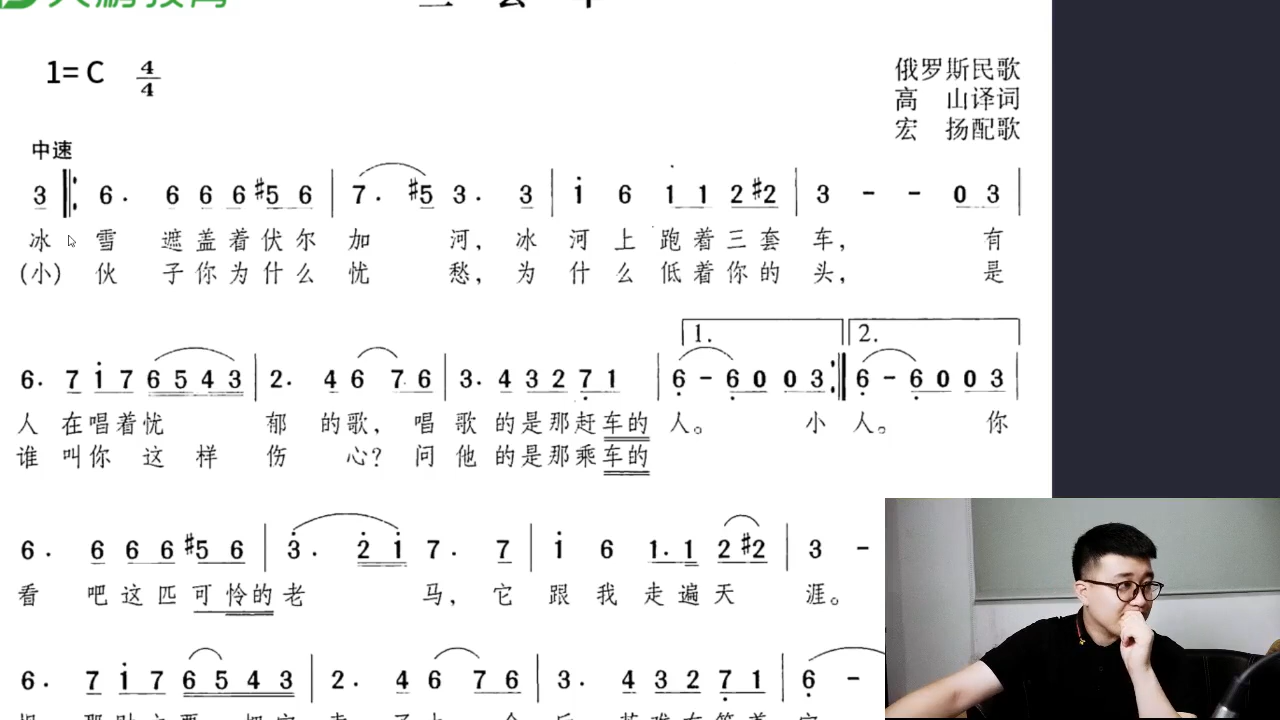 1= C 4/4
俄罗斯民歌
高 山译词
宏 扬配歌
中速
3 6. 6 6 6 #5 6 7. #5 3. 3 i 6 1 1 2 #2 3 - - 0 3
冰 雪 遮盖着伏尔 加 河, 冰 河 上 跑着三套 车, 有
(小) 伙 子你为什么 忧 愁, 为 什 么 低着你的 头, 是
1. 2.
6. 7 i 7 6 5 4 3 2. 4 6 7 6 3. 4 3 2 7 1 6 - 6 0 0 3 6 - 6 0 0 3
人 在唱着忧 郁 的歌, 唱 歌 的是那赶车的 人。 小 人。 你
谁 叫你 这 样 伤 心? 问 他 的是那乘车的
6. 6 6 6 #5 6 3. 2 i 7. 7 i 6 1. 1 2 #2 3 -
看 吧这匹可怜的老 马, 它 跟 我 走遍天 涯。
6. 7 i 7 6 5 4 3 2. 4 6 7 6 3. 4 3 2 7 1 6 -